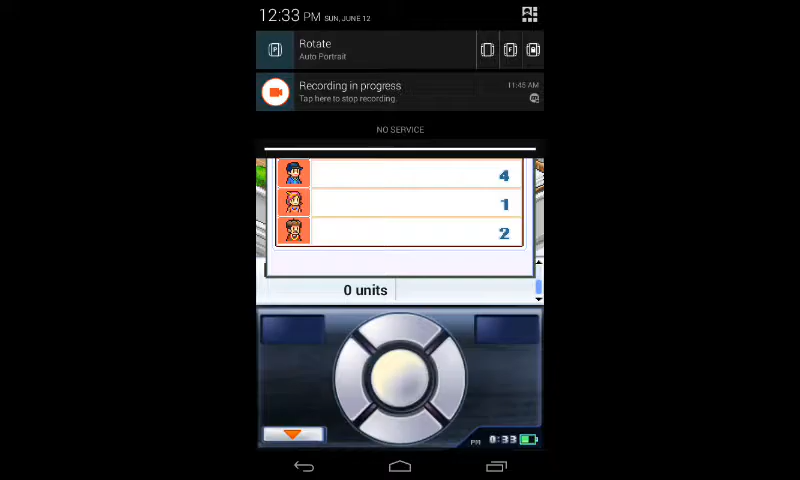 12:33 PM SUN, JUNE 12
P
Rotate
F
Auto Portrait
Recording in progress
11:45 AM
Tap here to stop recording.
NO SERVICE
4
1
2
0 units
PM 0:33